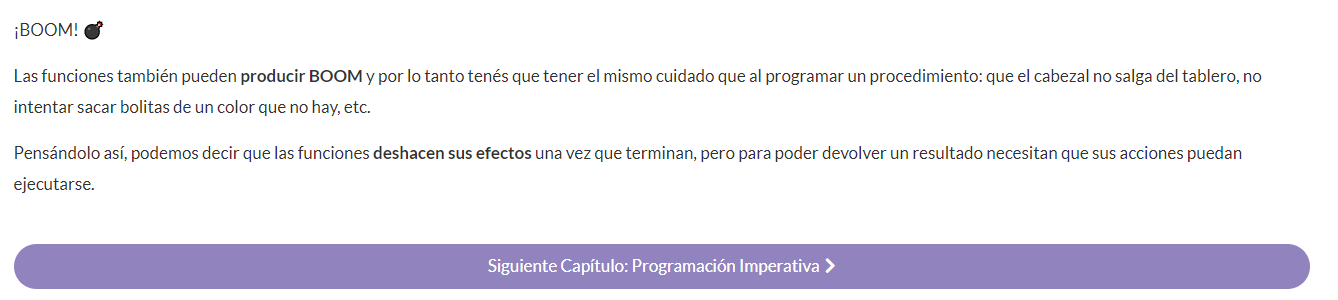 ¡BOOM! 💣
Las funciones también pueden producir BOOM y por lo tanto tenés que tener el mismo cuidado que al programar un procedimiento: que el cabezal no salga del tablero, no
intentar sacar bolitas de un color que no hay, etc.
Pensándolo así, podemos decir que las funciones deshacen sus efectos una vez que terminan, pero para poder devolver un resultado necesitan que sus acciones puedan
ejecutarse.
Siguiente Capítulo: Programación Imperativa